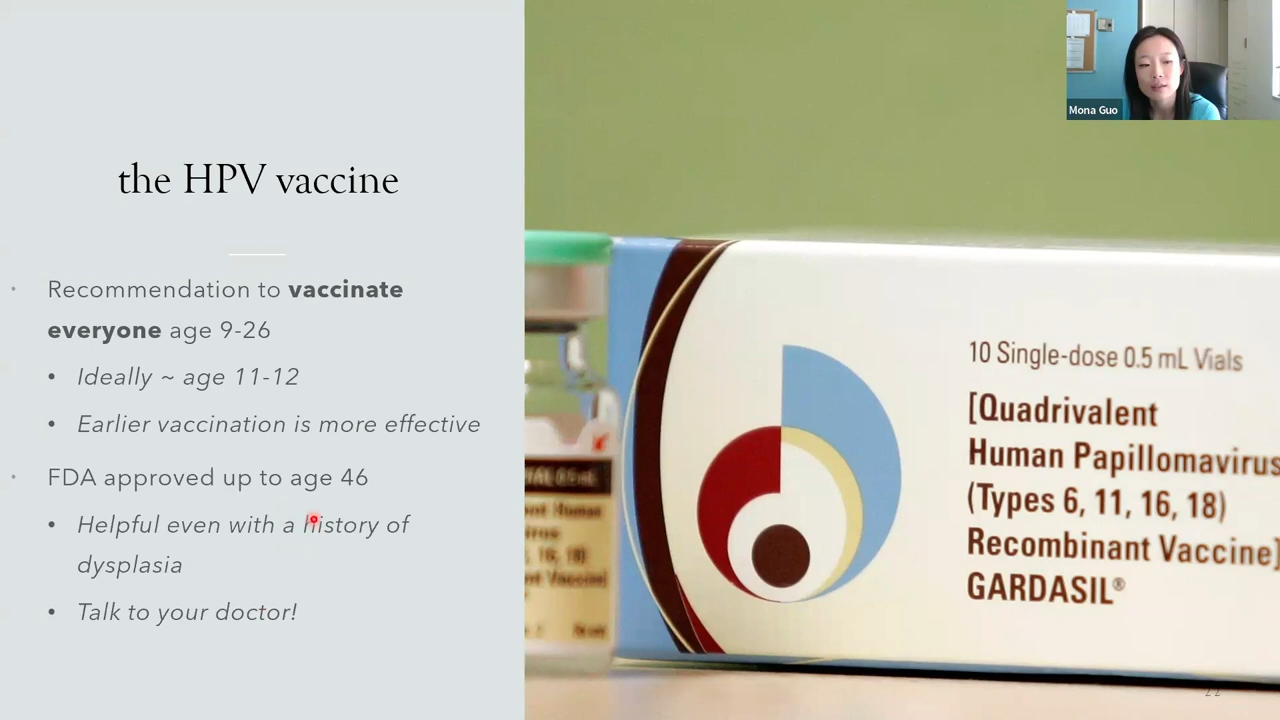 Mona Guo
the HPV vaccine
• Recommendation to vaccinate
everyone age 9-26
• Ideally ~ age 11-12
• Earlier vaccination is more effective
• FDA approved up to age 46
• Helpful even with a history of
dysplasia
• Talk to your doctor!
10 Single-dose 0.5 mL Vials
[Quadrivalent
Human Papillomavirus
(Types 6, 11, 16, 18)
Recombinant Vaccine]
GARDASIL®
22